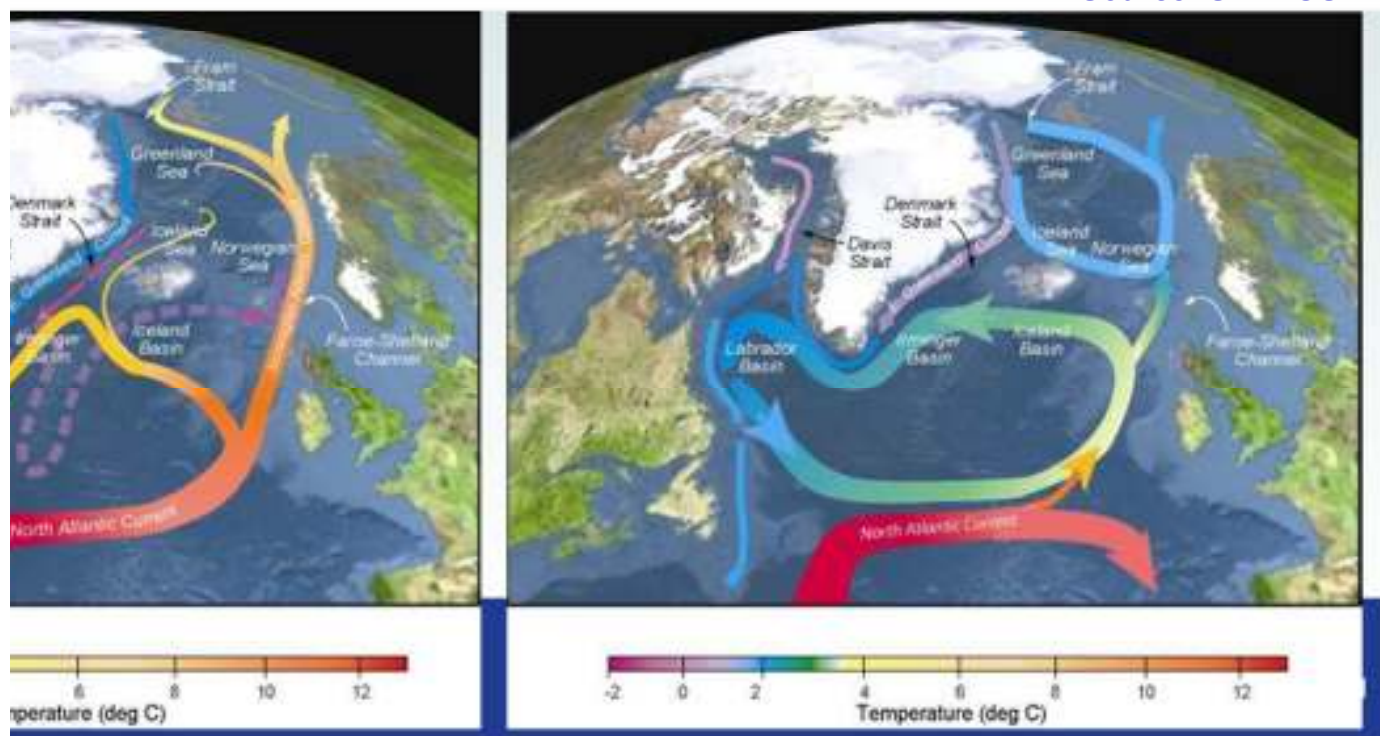 Fram
Strait
Greenland
Sea
Denmark
Strait
Iceland
Sea
Norwegian
Sea
Greenland
Irminger
Basin
Iceland
Basin
Faroe-Shetland
Channel
North Atlantic Current
6 8 10 12
mperature (deg C)
Fram
Strait
Greenland
Sea
Denmark
Strait
Davis
Strait
Iceland
Sea
Norwegian
Sea
Greenland
Labrador
Basin
Irminger
Basin
Iceland
Basin
Faroe-Shetland
Channel
North Atlantic Current
-2 0 2 4 6 8 10 12
Temperature (deg C)